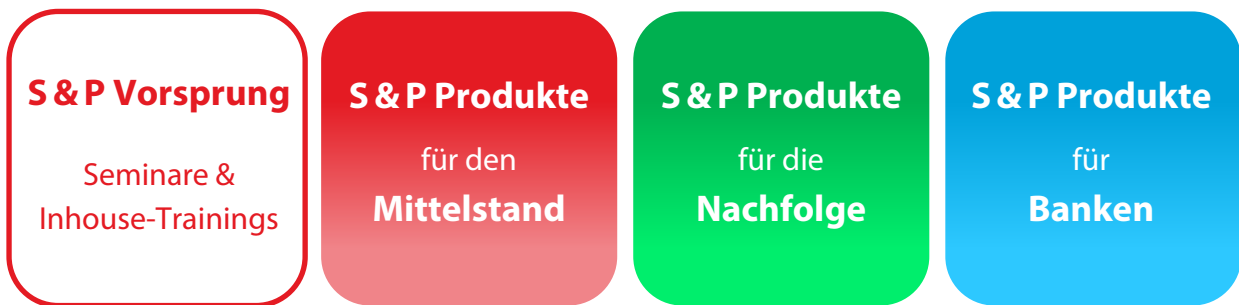 S & P Vorsprung
Seminare &
Inhouse-Trainings
S & P Produkte
für den
Mittelstand
S & P Produkte
für die
Nachfolge
S & P Produkte
für
Banken